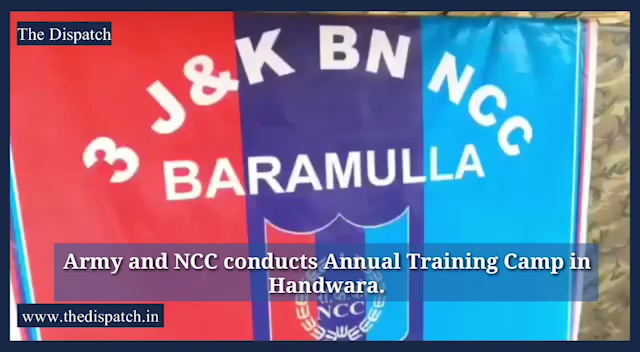 The Dispatch
3 J&K BN NCC
BARAMULLA
Army and NCC conducts Annual Training Camp in
Handwara.
NCC
www.thedispatch.in